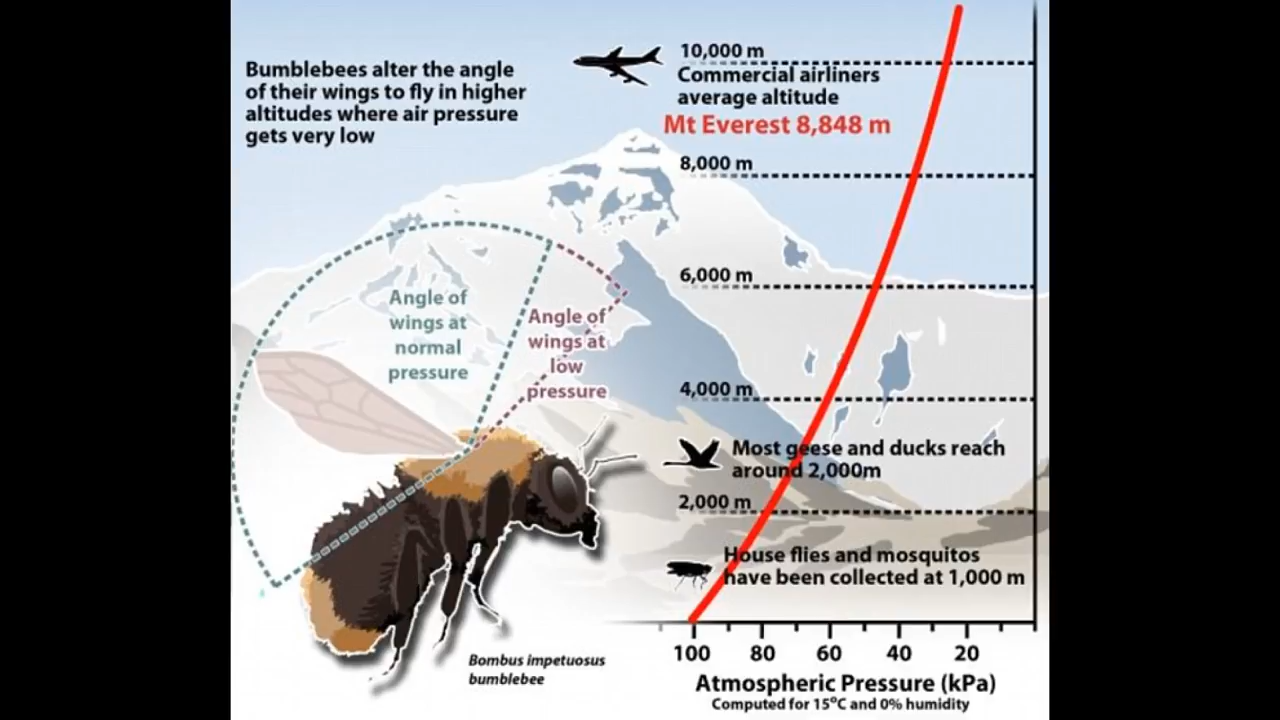 Bumblebees alter the angle
of their wings to fly in higher
altitudes where air pressure
gets very low
10,000 m
Commercial airliners
average altitude
Mt Everest 8,848 m
8,000 m
6,000 m
Angle of
wings at
normal
pressure
Angle of
wings at
low
pressure
4,000 m
Most geese and ducks reach
around 2,000m
2,000 m
House flies and mosquitos
have been collected at 1,000 m
100 80 60 40 20
Atmospheric Pressure (kPa)
Computed for 15°C and 0% humidity
Bombus impetuosus
bumblebee